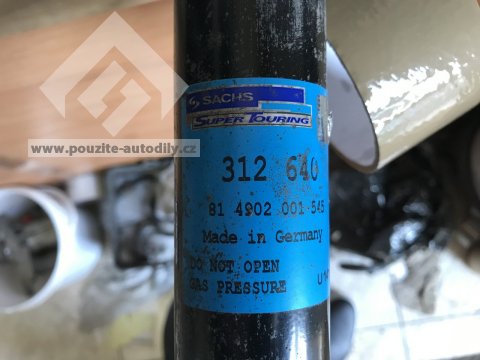 SACHS
SUPER TOURING
www.pouzite-autodily.cz
312 640
81 4902 001 545
Made in Germany
DO NOT OPEN
GAS PRESSURE